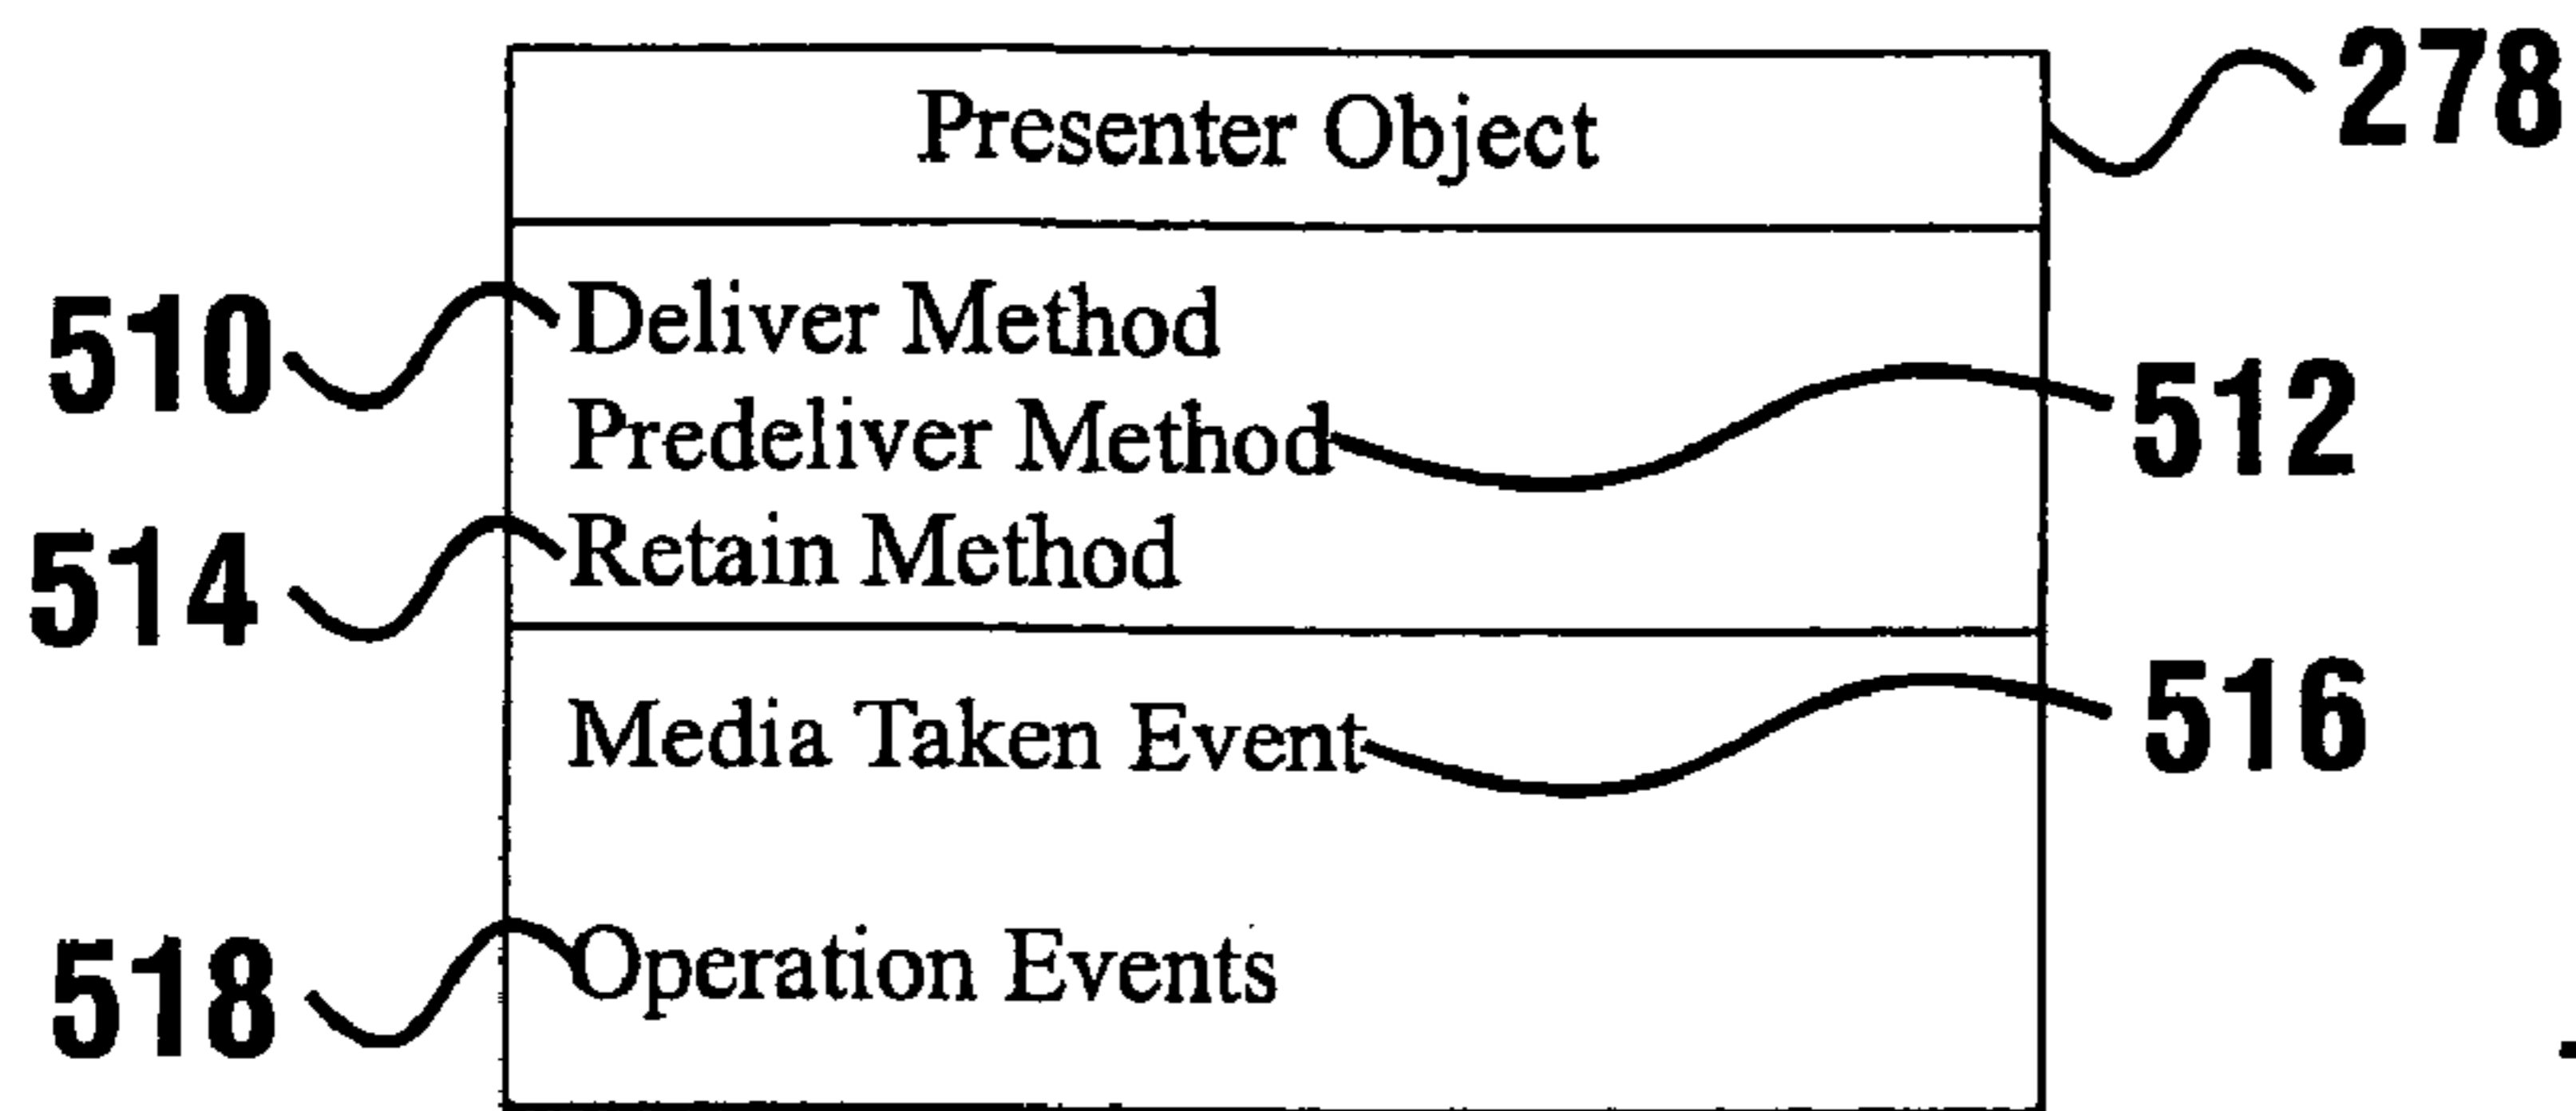 Presenter Object 278
510 Deliver Method
Predeliver Method 512
514 Retain Method
Media Taken Event 516
518 Operation Events